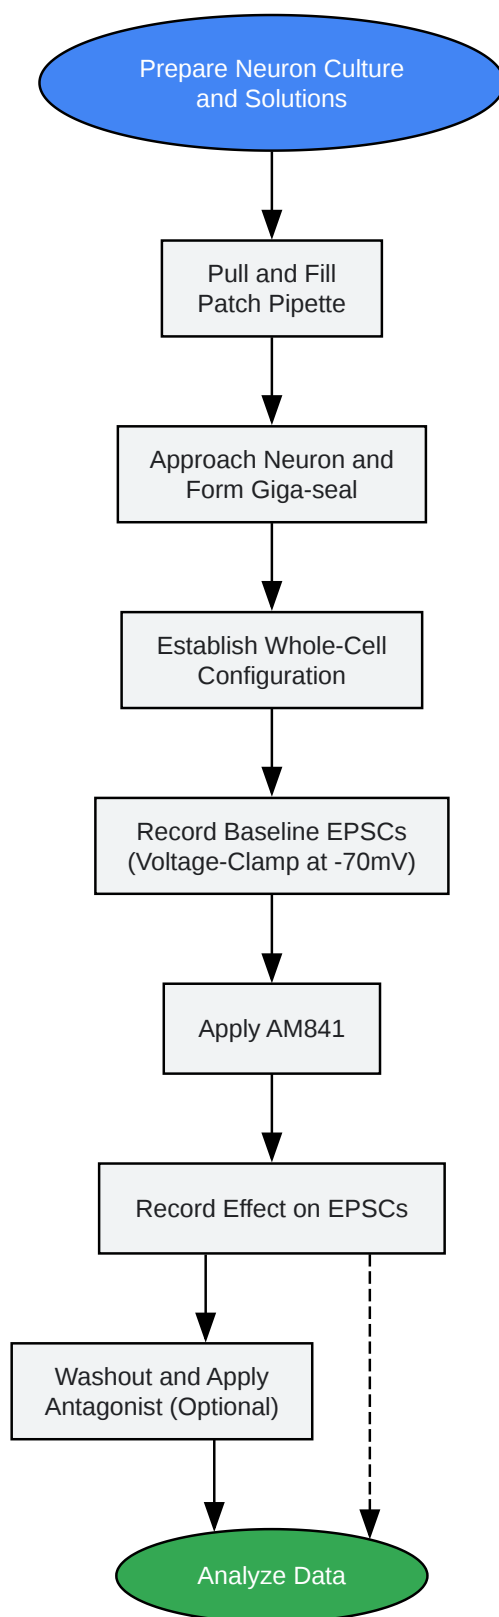 Prepare Neuron Culture
and Solutions
Pull and Fill
Patch Pipette
Approach Neuron and
Form Giga-seal
Establish Whole-Cell
Configuration
Record Baseline EPSCs
(Voltage-Clamp at -70mV)
Apply AM841
Record Effect on EPSCs
Washout and Apply
Antagonist (Optional)
Analyze Data